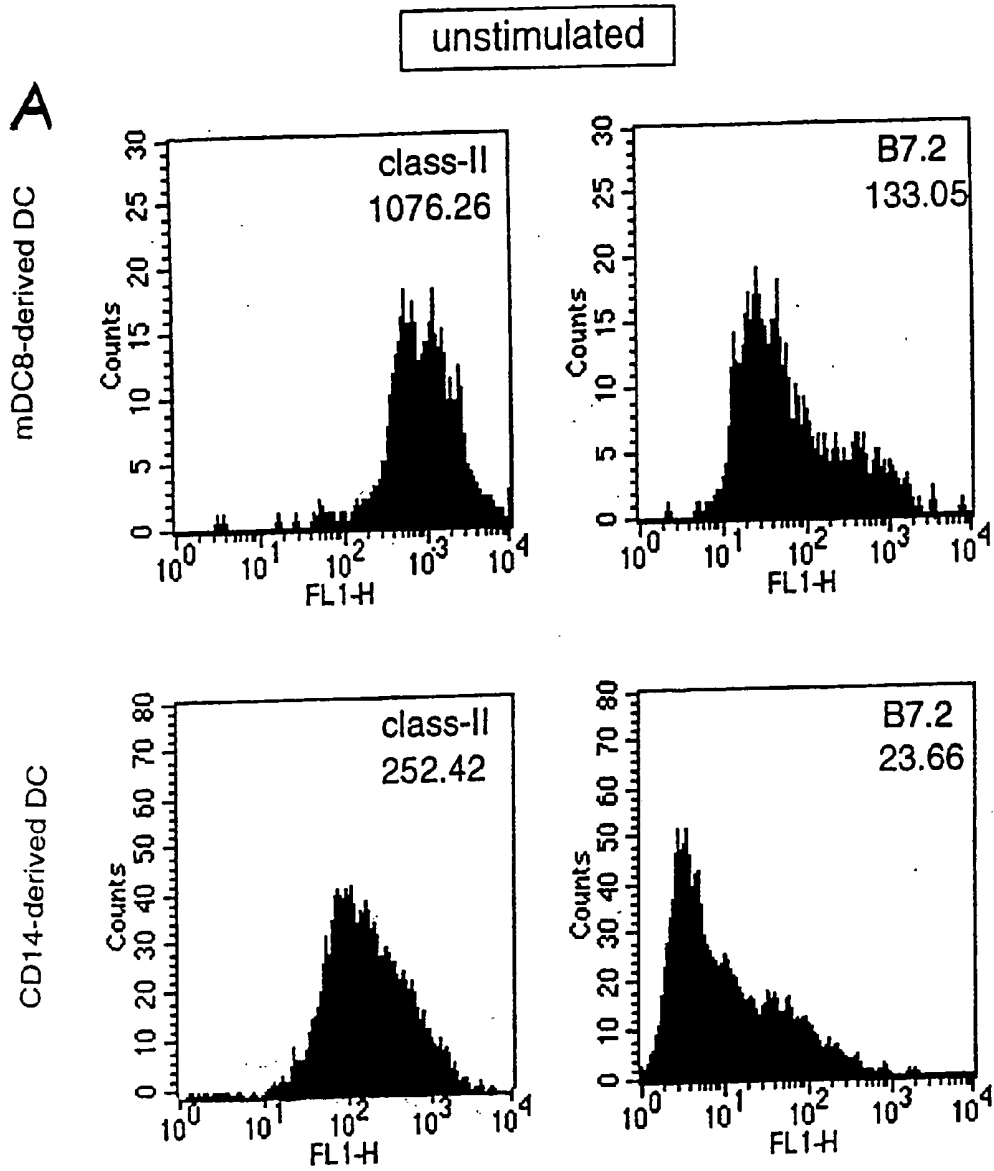 unstimulated
A
mDC8-derived DC
class-II
1076.26
Counts
30
25
20
15
10
5
0
10^0 10^1 10^2 10^3 10^4
FL1-H
B7.2
133.05
Counts
30
25
20
15
10
5
0
10^0 10^1 10^2 10^3 10^4
FL1-H
CD14-derived DC
class-II
252.42
Counts
80
70
60
50
40
30
20
10
0
10^0 10^1 10^2 10^3 10^4
FL1-H
B7.2
23.66
Counts
80
70
60
50
40
30
20
10
0
10^0 10^1 10^2 10^3 10^4
FL1-H